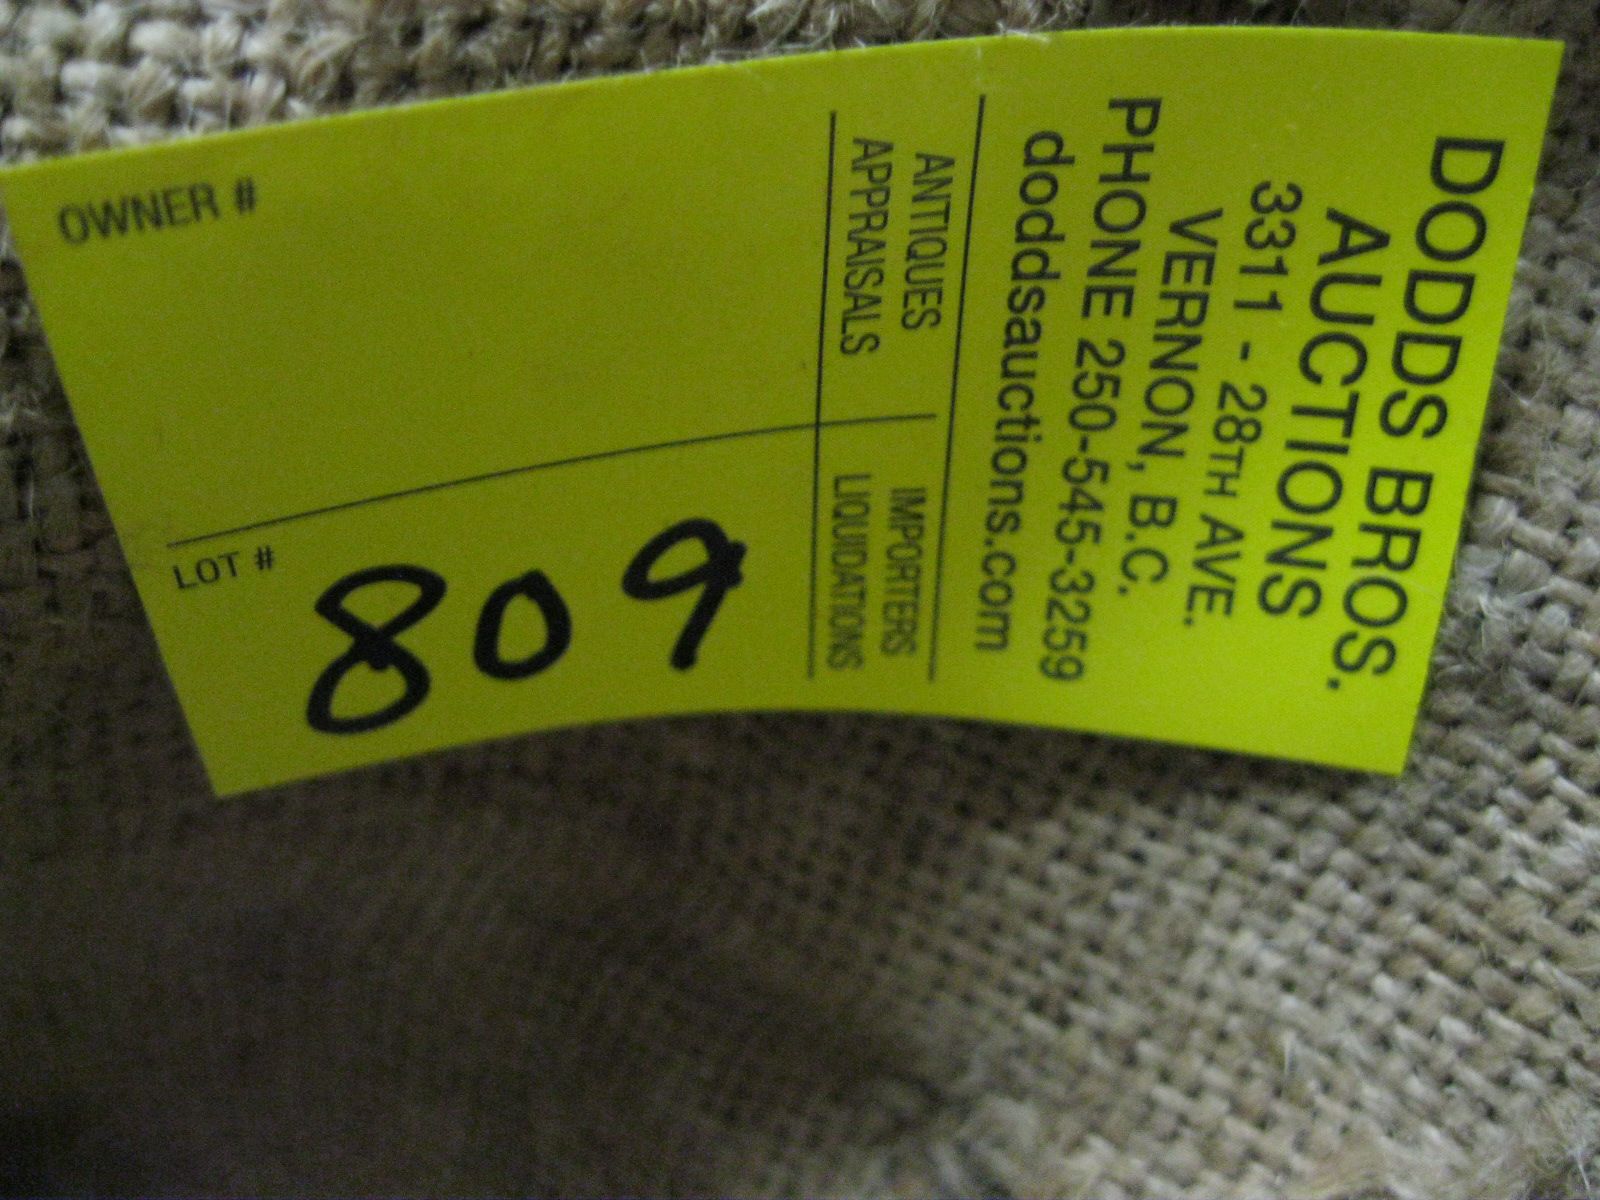 DODDS BROS.
AUCTIONS
3311 - 28TH AVE.
VERNON, B.C.
PHONE 250-545-3259
doddsauctions.com
ANTIQUES
APPRAISALS
IMPORTERS
LIQUIDATIONS
OWNER #
LOT #
809